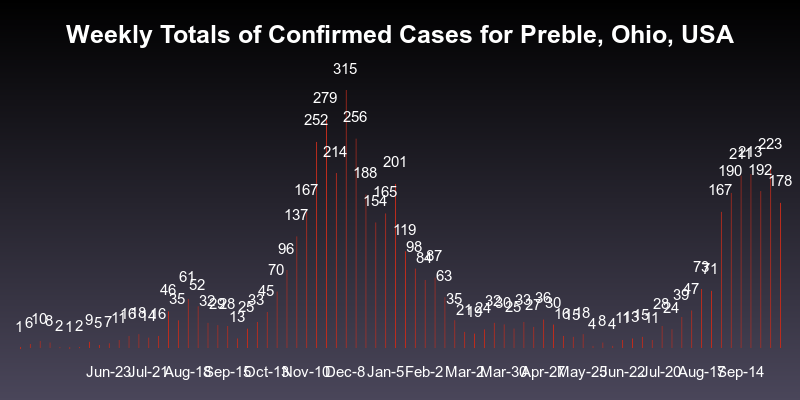 Weekly Totals of Confirmed Cases for Preble, Ohio, USA
1 6 10 8 2 1 2 9 5 7 11 16 18 14 16 46 35 61 52 32 29 28 13 25 33 45 70 96 137 167 252 279 214 315 256 188 154 165 201 119 98 84 87 63 35 21 19 24 32 30 25 33 27 36 30 16 15 18 4 8 4 11 13 15 11 28 24 39 47 73 71 167 190 211 213 192 223 178
Jun-23 Jul-21 Aug-18 Sep-15 Oct-13 Nov-10 Dec-8 Jan-5 Feb-2 Mar-2 Mar-30 Apr-27 May-25 Jun-22 Jul-20 Aug-17 Sep-14